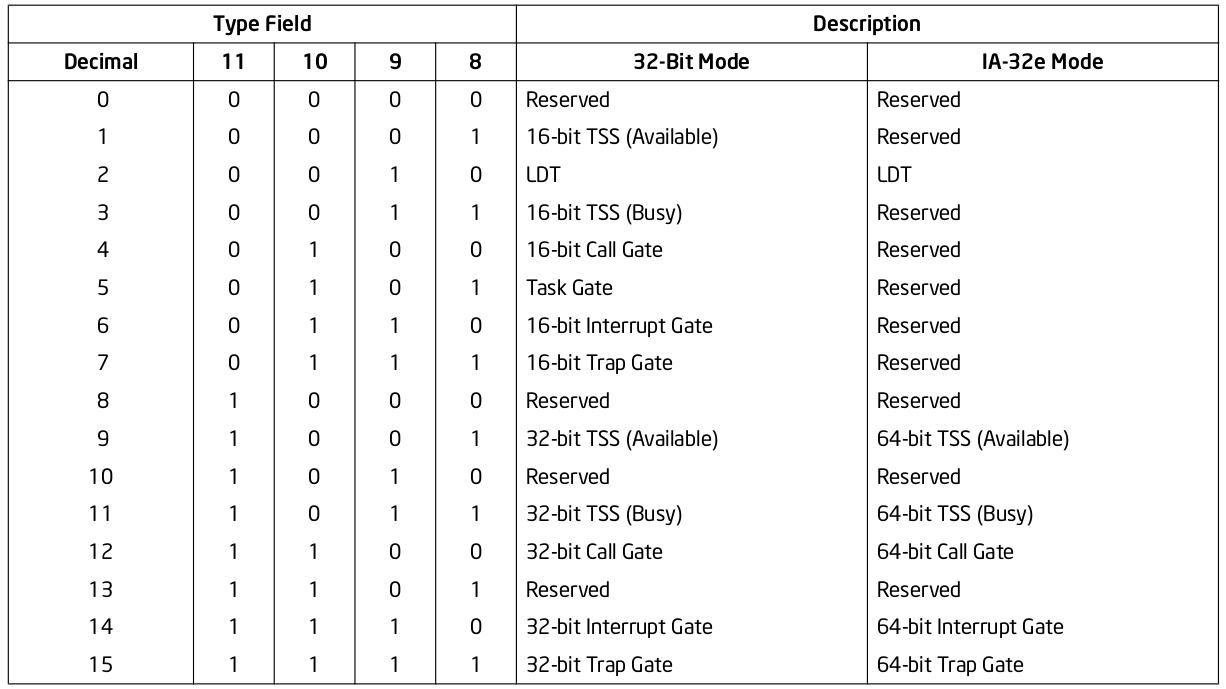 Type Field Description
Decimal 11 10 9 8 32-Bit Mode IA-32e Mode
0 0 0 0 0 Reserved Reserved
1 0 0 0 1 16-bit TSS (Available) Reserved
2 0 0 1 0 LDT LDT
3 0 0 1 1 16-bit TSS (Busy) Reserved
4 0 1 0 0 16-bit Call Gate Reserved
5 0 1 0 1 Task Gate Reserved
6 0 1 1 0 16-bit Interrupt Gate Reserved
7 0 1 1 1 16-bit Trap Gate Reserved
8 1 0 0 0 Reserved Reserved
9 1 0 0 1 32-bit TSS (Available) 64-bit TSS (Available)
10 1 0 1 0 Reserved Reserved
11 1 0 1 1 32-bit TSS (Busy) 64-bit TSS (Busy)
12 1 1 0 0 32-bit Call Gate 64-bit Call Gate
13 1 1 0 1 Reserved Reserved
14 1 1 1 0 32-bit Interrupt Gate 64-bit Interrupt Gate
15 1 1 1 1 32-bit Trap Gate 64-bit Trap Gate